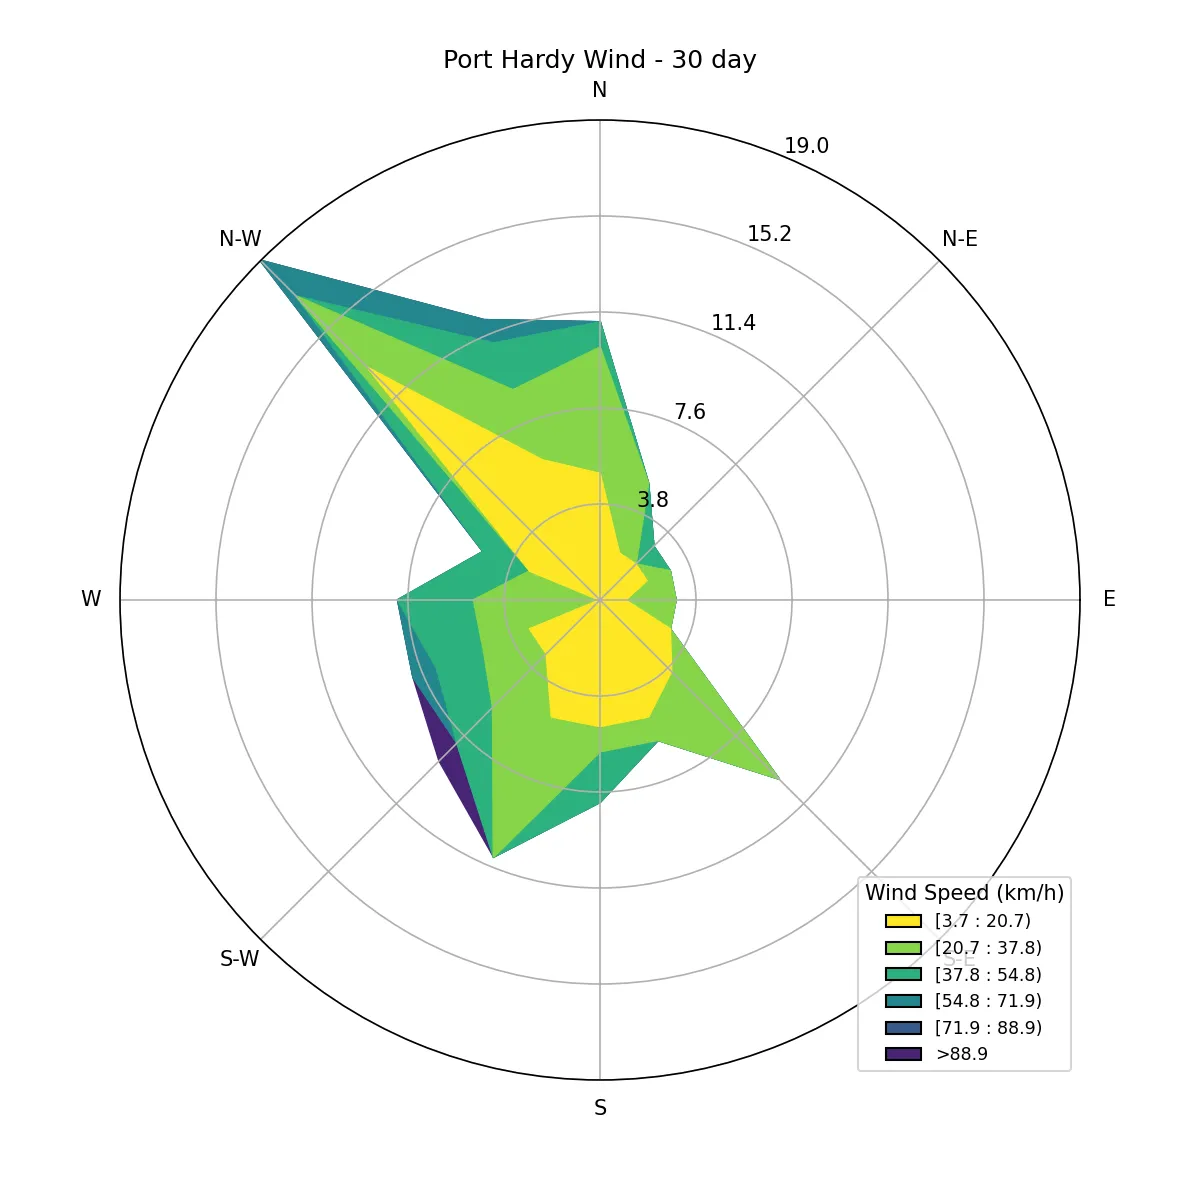 Port Hardy Wind - 30 day
N
19.0
15.2
N-W
N-E
11.4
7.6
3.8
W
E
Wind Speed (km/h)
[3.7 : 20.7)
[20.7 : 37.8)
S-W
S-E
[37.8 : 54.8)
[54.8 : 71.9)
[71.9 : 88.9)
>88.9
S